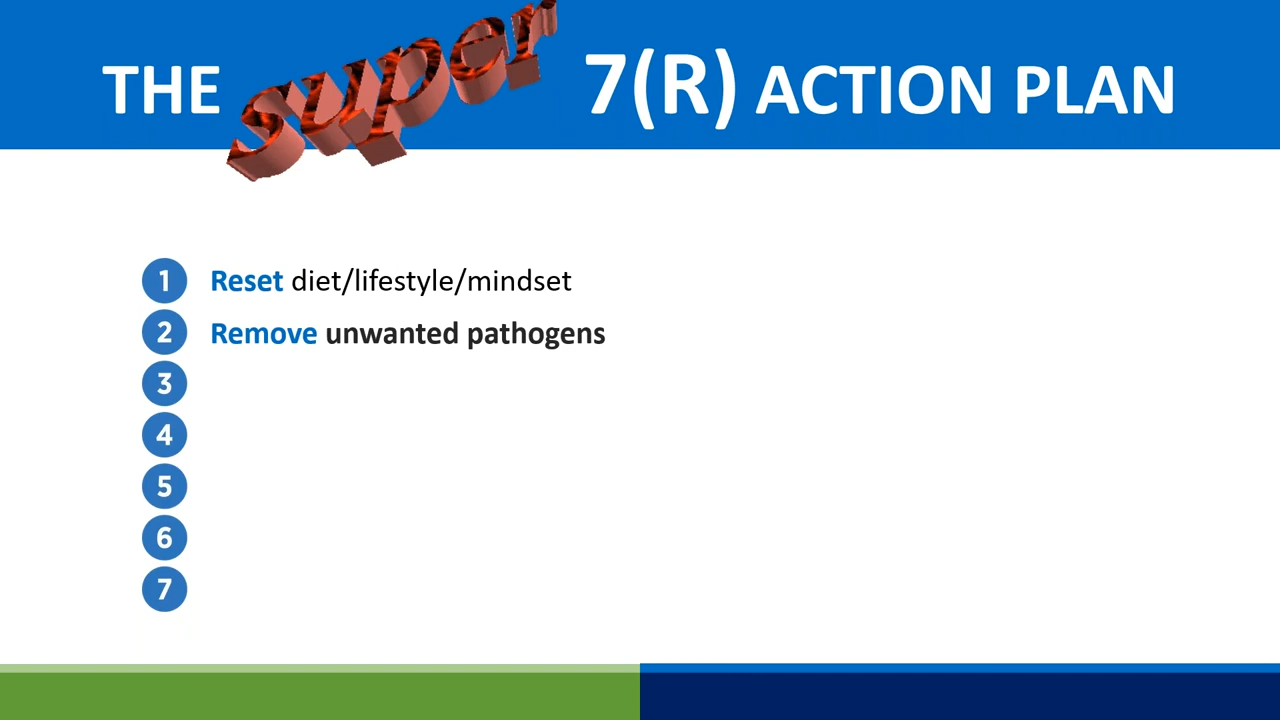 THE super 7(R) ACTION PLAN
1 Reset diet/lifestyle/mindset
2 Remove unwanted pathogens
3
4
5
6
7